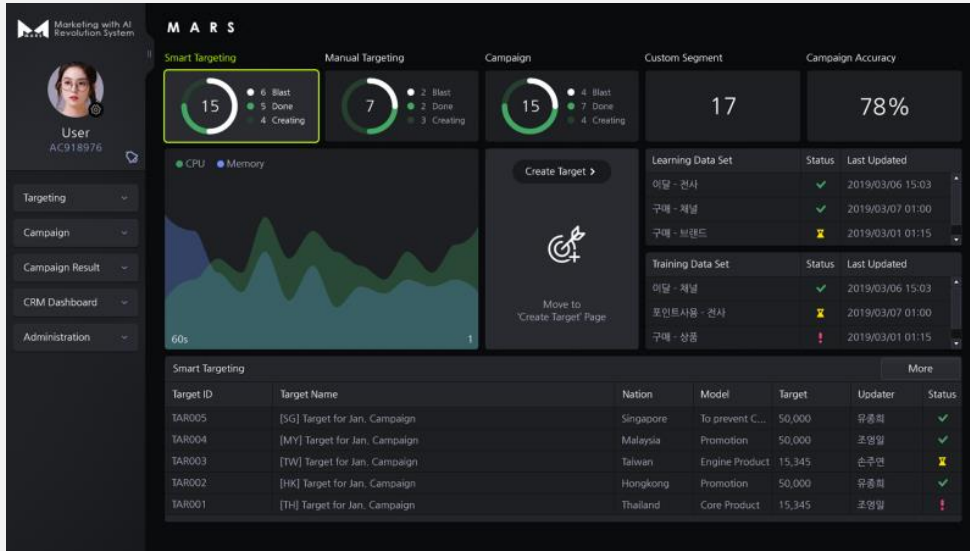 Marketing with AI
Revolution System
MARS
User
AC918976
Targeting
Campaign
Campaign Result
CRM Dashboard
Administration
Smart Targeting
15
6 Blast
5 Done
4 Creating
Manual Targeting
7
2 Blast
2 Done
3 Creating
Campaign
15
4 Blast
7 Done
4 Creating
Custom Segment
17
Campaign Accuracy
78%
CPU Memory
60s 1
Create Target >
Move to
'Create Target' Page
Learning Data Set Status Last Updated
이달 - 전사 2019/03/06 15:03
구매 - 채널 2019/03/07 01:00
구매 - 브랜드 2019/03/01 01:15
Training Data Set Status Last Updated
이달 - 채널 2019/03/06 15:03
포인트사용 - 전사 2019/03/07 01:00
구매 - 상품 2019/03/01 01:15
Smart Targeting More
Target ID Target Name Nation Model Target Updater Status
TAR005 [SG] Target for Jan. Campaign Singapore To prevent C... 50,000 유종희
TAR004 [MY] Target for Jan. Campaign Malaysia Promotion 50,000 조영일
TAR003 [TW] Target for Jan. Campaign Taiwan Engine Product 15,345 손주연
TAR002 [HK] Target for Jan. Campaign Hongkong Promotion 50,000 유종희
TAR001 [TH] Target for Jan. Campaign Thailand Core Product 15,345 조영일